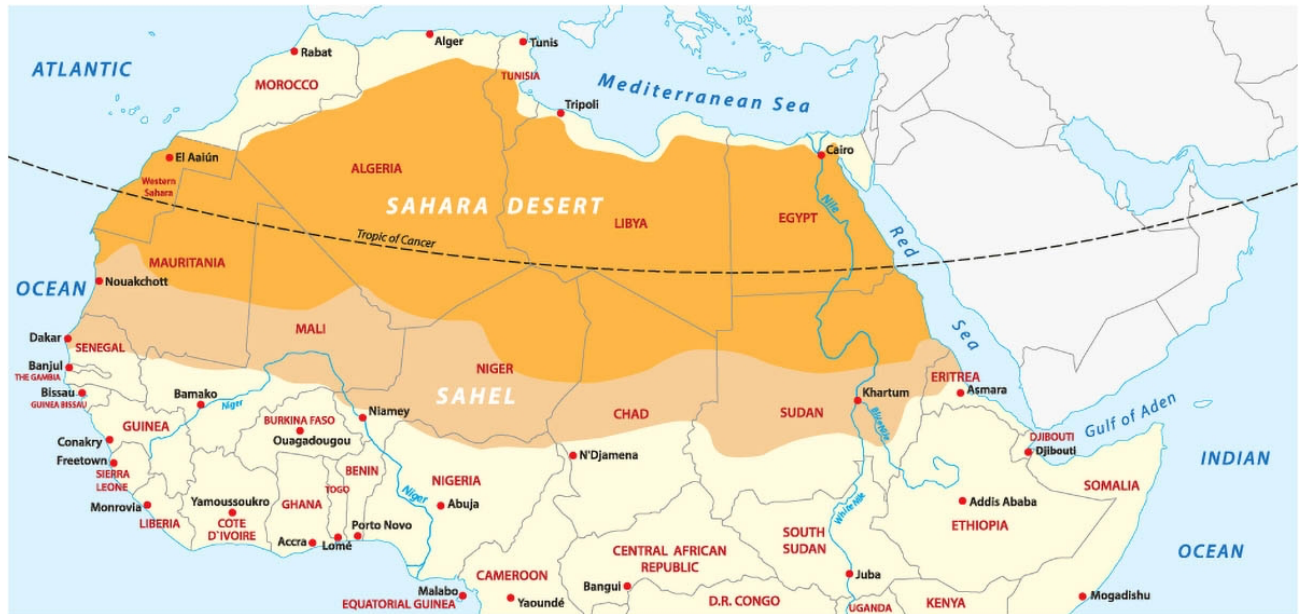 Rabat
Alger
Tunis
ATLANTIC
MOROCCO
TUNISIA
Mediterranean Sea
Tripoli
El Aaiún
Cairo
ALGERIA
Western
Sahara
SAHARA DESERT
LIBYA
EGYPT
Nile
Red
Tropic of Cancer
MAURITANIA
OCEAN
Nouakchott
Sea
MALI
Dakar
SENEGAL
NIGER
Banjul
THE GAMBIA
ERITREA
Bissau
GUINEA BISSAU
Bamako
Niger
SAHEL
Khartum
Asmara
Niamey
CHAD
SUDAN
GUINEA
BURKINA FASO
Ouagadougou
Bluenile
Gulf of Aden
Conakry
DJIBOUTI
Djibouti
Freetown
SIERRA
LEONE
BENIN
N'Djamena
INDIAN
TOGO
NIGERIA
Niger
SOMALIA
Yamoussoukro
GHANA
Abuja
Addis Ababa
Monrovia
LIBERIA
COTE
D`IVOIRE
Porto Novo
White Nile
ETHIOPIA
Accra
Lomé
SOUTH
SUDAN
CENTRAL AFRICAN
REPUBLIC
OCEAN
CAMEROON
Juba
Malabo
Bangui
EQUATORIAL GUINEA
Yaoundé
D.R. CONGO
UGANDA
KENYA
Mogadishu